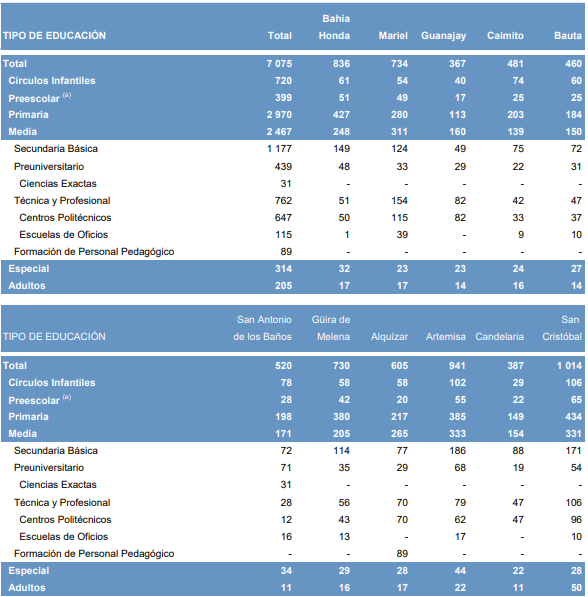 Bahía
TIPO DE EDUCACIÓN Total Honda Mariel Guanajay Caimito Bauta
Total 7 075 836 734 367 481 460
Círculos Infantiles 720 61 54 40 74 60
Preescolar (a) 399 51 49 17 25 25
Primaria 2 970 427 280 113 203 184
Media 2 467 248 311 160 139 150
Secundaria Básica 1 177 149 124 49 75 72
Preuniversitario 439 48 33 29 22 31
Ciencias Exactas 31 - - - - -
Técnica y Profesional 762 51 154 82 42 47
Centros Politécnicos 647 50 115 82 33 37
Escuelas de Oficios 115 1 39 - 9 10
Formación de Personal Pedagógico 89 - - - - -
Especial 314 32 23 23 24 27
Adultos 205 17 17 14 16 14
San Antonio Güira de San
TIPO DE EDUCACIÓN de los Baños Melena Alquízar Artemisa Candelaria Cristóbal
Total 520 730 605 941 387 1 014
Círculos Infantiles 78 58 58 102 29 106
Preescolar (a) 28 42 20 55 22 65
Primaria 198 380 217 385 149 434
Media 171 205 265 333 154 331
Secundaria Básica 72 114 77 186 88 171
Preuniversitario 71 35 29 68 19 54
Ciencias Exactas 31 - - - - -
Técnica y Profesional 28 56 70 79 47 106
Centros Politécnicos 12 43 70 62 47 96
Escuelas de Oficios 16 13 - 17 - 10
Formación de Personal Pedagógico - - 89 - - -
Especial 34 29 28 44 22 28
Adultos 11 16 17 22 11 50